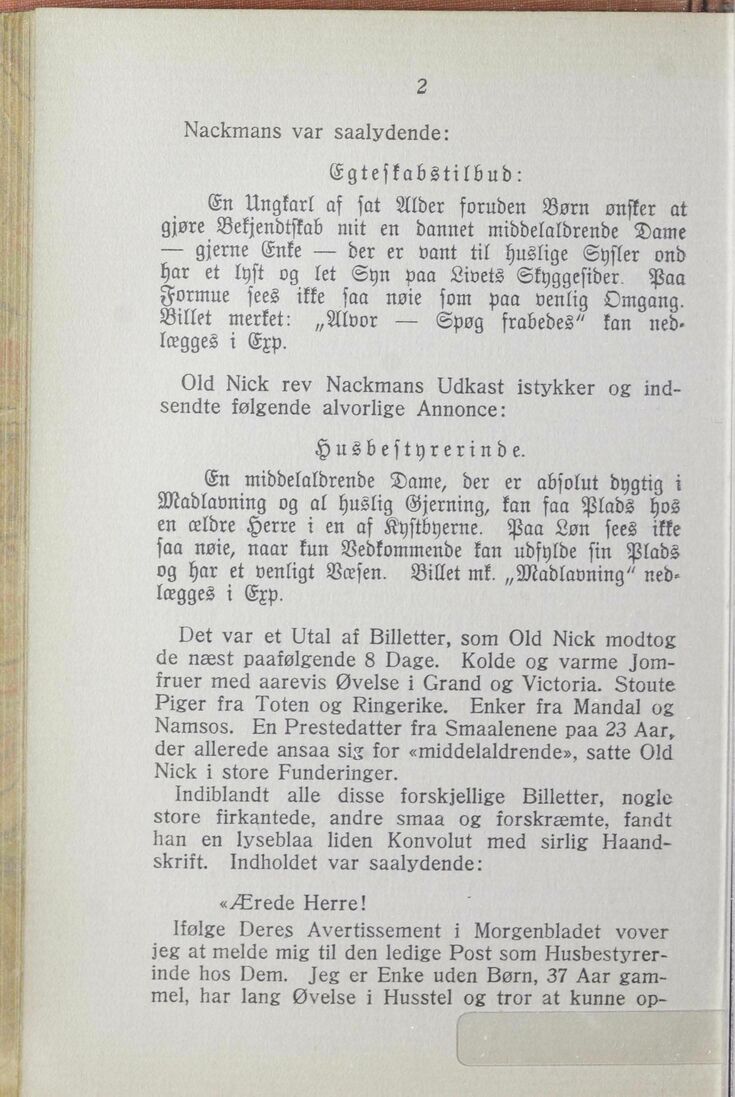 2
Nackmans var saalydende:
Egteskabstilbud:
En Ungkarl af sat Alder foruden Børn ønsker at
gjøre Bekjendtskab mit en dannet middelaldrende Dame
— gjerne Enke — der er vant til huslige Sysler ond
har et lyst og let Syn paa Livets Skyggesider. Paa
Formue sees ikke saa nøie som paa venlig Omgang.
Billet merket: „Alvor — Spøg frabedes" kan ned-
lægges i Exp.
Old Nick rev Nackmans Udkast istykker og ind-
sendte følgende alvorlige Annonce:
Husbestyrerinde.
En middelaldrende Dame, der er absolut dygtig i
Madlavning og al huslig Gjerning, kan faa Plads hos
en ældre Herre i en af Kystbyerne. Paa Løn sees ikke
saa nøie, naar kun Vedkommende kan udfylde sin Plads
og har et venligt Væsen. Billet mk. „Madlavning" ned-
lægges i Exp.
Det var et Utal af Billetter, som Old Nick modtog
de næst paafølgende 8 Dage. Kolde og varme Jom-
fruer med aarevis Øvelse i Grand og Victoria. Stoute
Piger fra Toten og Ringerike. Enker fra Mandal og
Namsos. En Prestedatter fra Smaalenene paa 23 Aar,
der allerede ansaa sig for «middelaldrende», satte Old
Nick i store Funderinger.
Indiblandt alle disse forskjellige Billetter, nogle
store firkantede, andre smaa og forskræmte, fandt
han en lyseblaa liden Konvolut med sirlig Haand-
skrift. Indholdet var saalydende:
«Ærede Herre!
Ifølge Deres Avertissement i Morgenbladet vover
jeg at melde mig til den ledige Post som Husbestyrer-
inde hos Dem. Jeg er Enke uden Børn, 37 Aar gam-
mel, har lang Øvelse i Husstel og tror at kunne op-